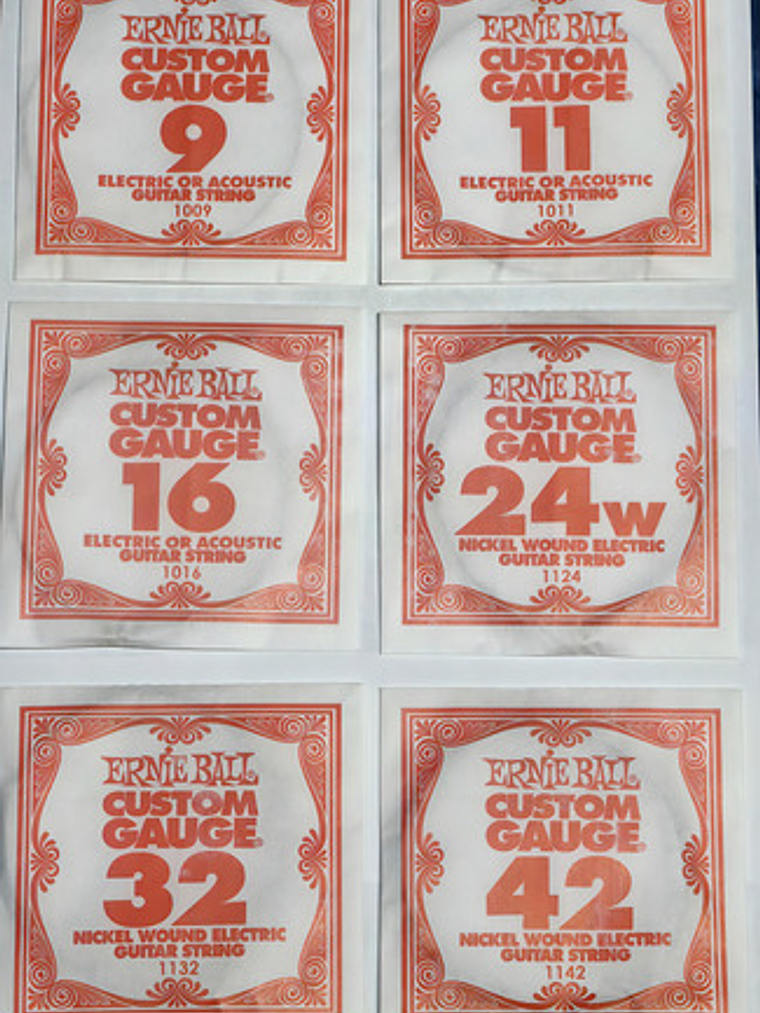 ERNIE BALL
CUSTOM
GAUGE®
9
ELECTRIC OR ACOUSTIC
GUITAR STRING
1009
ERNIE BALL
CUSTOM
GAUGE®
11
ELECTRIC OR ACOUSTIC
GUITAR STRING
1011
ERNIE BALL
CUSTOM
GAUGE®
16
ELECTRIC OR ACOUSTIC
GUITAR STRING
1016
ERNIE BALL
CUSTOM
GAUGE®
24w
NICKEL WOUND ELECTRIC
GUITAR STRING
1124
ERNIE BALL
CUSTOM
GAUGE®
32
NICKEL WOUND ELECTRIC
GUITAR STRING
1132
ERNIE BALL
CUSTOM
GAUGE®
42
NICKEL WOUND ELECTRIC
GUITAR STRING
1142